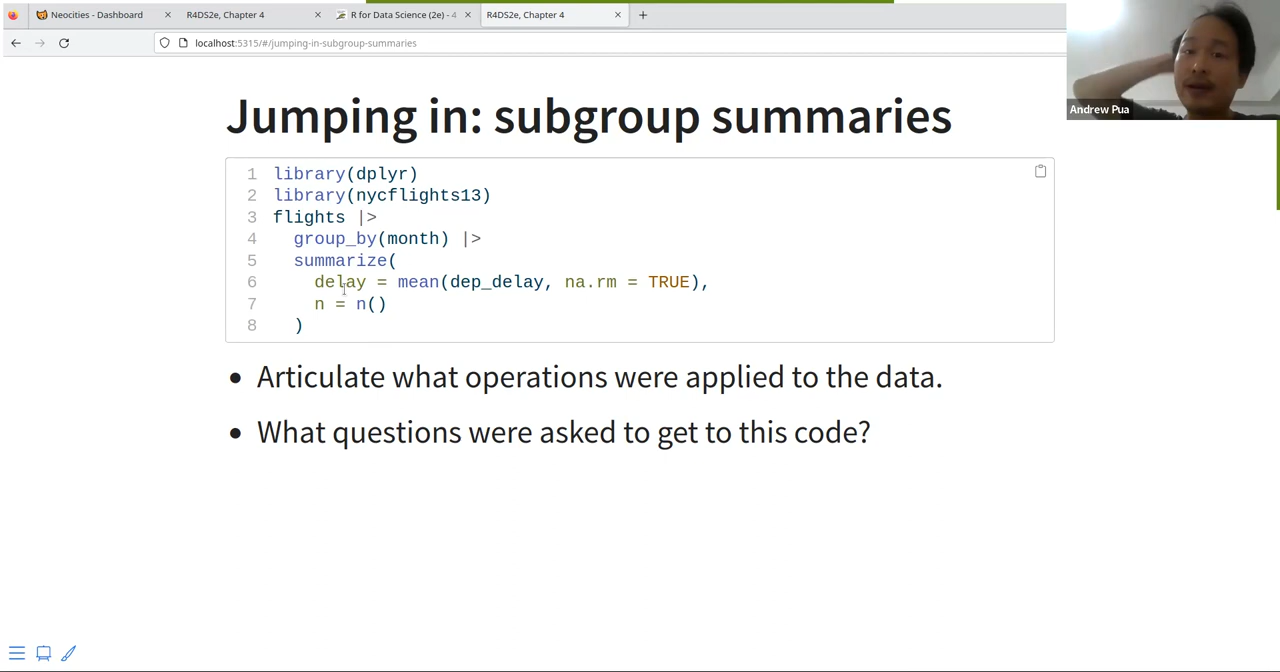 Neocities - Dashboard
R4DS2e, Chapter 4
R for Data Science (2e) - 4
R4DS2e, Chapter 4
localhost:5315/#/jumping-in-subgroup-summaries
Andrew Pua
Jumping in: subgroup summaries
1 library(dplyr)
2 library(nycflights13)
3 flights |>
4 group_by(month) |>
5 summarize(
6 delay = mean(dep_delay, na.rm = TRUE),
7 n = n()
8 )
• Articulate what operations were applied to the data.
• What questions were asked to get to this code?